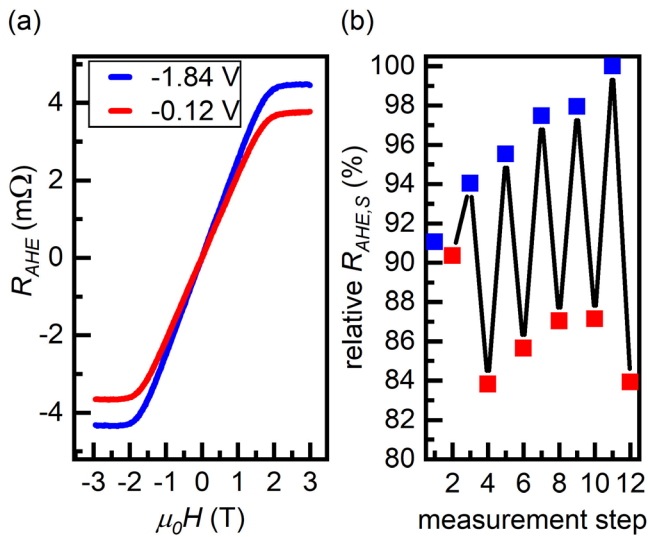 (a)
(b)
-1.84 V
-0.12 V
R_AHE (mΩ)
4
2
0
-2
-4
-3 -2 -1 0 1 2 3
μ₀H (T)
relative R_AHE,S (%)
100
98
96
94
92
90
88
86
84
82
80
2 4 6 8 10 12
measurement step